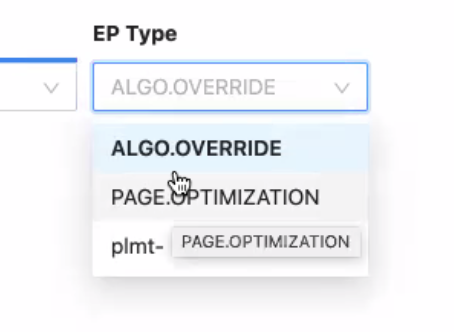 EP Type
ALGO.OVERRIDE
ALGO.OVERRIDE
PAGE.OPTIMIZATION
plmt-
PAGE.OPTIMIZATION